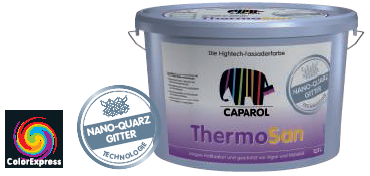 Die Hightech-Fassadenfarbe
NANO-QUARZ
GITTER
CAPAROL
NANO-QUARZ
GITTER
TECHNOLOGIE
ColorExpress
ThermoSan